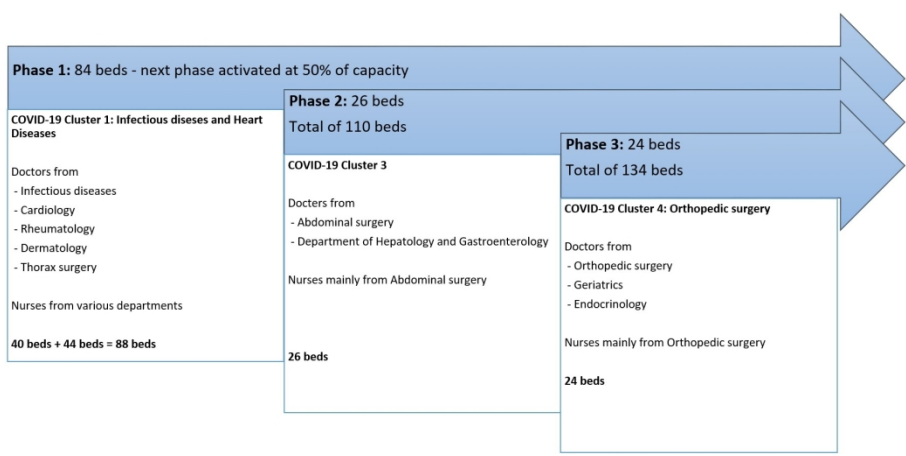 Phase 1: 84 beds - next phase activated at 50% of capacity
COVID-19 Cluster 1: Infectious diseses and Heart
Diseases
Doctors from
- Infectious diseases
- Cardiology
- Rheumatology
- Dermatology
- Thorax surgery
Nurses from various departments
40 beds + 44 beds = 88 beds
Phase 2: 26 beds
Total of 110 beds
COVID-19 Cluster 3
Docters from
- Abdominal surgery
- Department of Hepatology and Gastroenterology
Nurses mainly from Abdominal surgery
26 beds
Phase 3: 24 beds
Total of 134 beds
COVID-19 Cluster 4: Orthopedic surgery
Doctors from
- Orthopedic surgery
- Geriatrics
- Endocrinology
Nurses mainly from Orthopedic surgery
24 beds